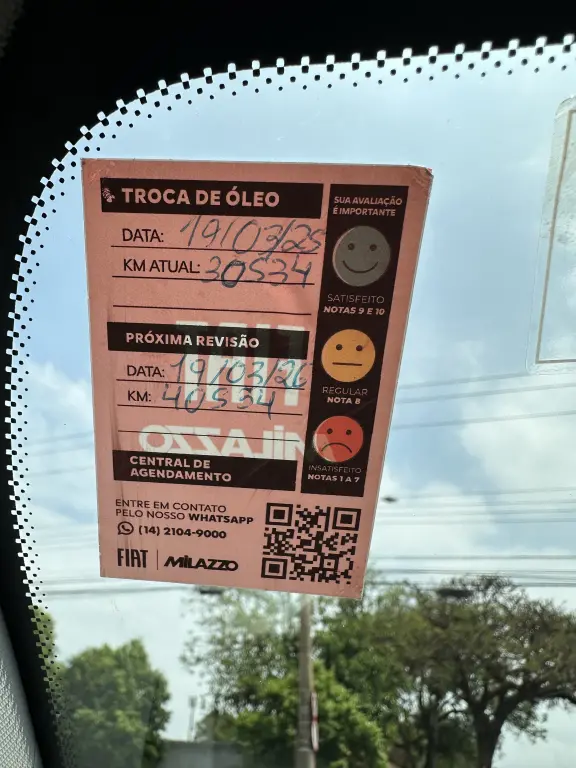 TROCA DE ÓLEO
DATA: 19/03/25
KM ATUAL: 30534
PRÓXIMA REVISÃO
DATA: 19/03/26
KM: 40534
CENTRAL DE
AGENDAMENTO
ENTRE EM CONTATO
PELO NOSSO WHATSAPP
(14) 2104-9000
FIAT | MILAZZO
SUA AVALIAÇÃO
É IMPORTANTE
SATISFEITO
NOTAS 9 E 10
REGULAR
NOTA 8
INSATISFEITO
NOTAS 1 A 7
FIAT
MILAZZO